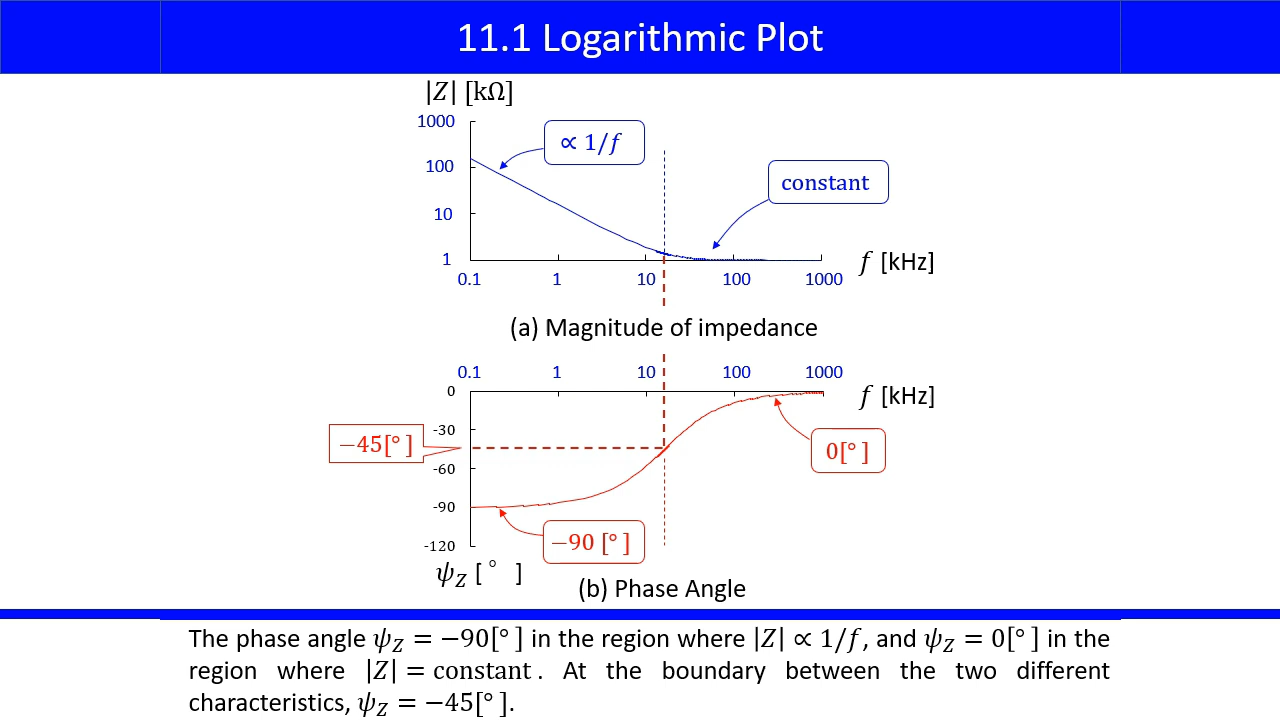 11.1 Logarithmic Plot
|Z| [kΩ]
1000
∝ 1/f
100
constant
10
1
f [kHz]
0.1 1 10 100 1000
(a) Magnitude of impedance
0.1 1 10 100 1000
0
f [kHz]
-30
−45[°]
0[°]
-60
-90
−90 [°]
-120
ψZ [ ° ]
(b) Phase Angle
The phase angle ψZ = −90[°] in the region where |Z| ∝ 1/f, and ψZ = 0[°] in the
region where |Z| = constant. At the boundary between the two different
characteristics, ψZ = −45[°].